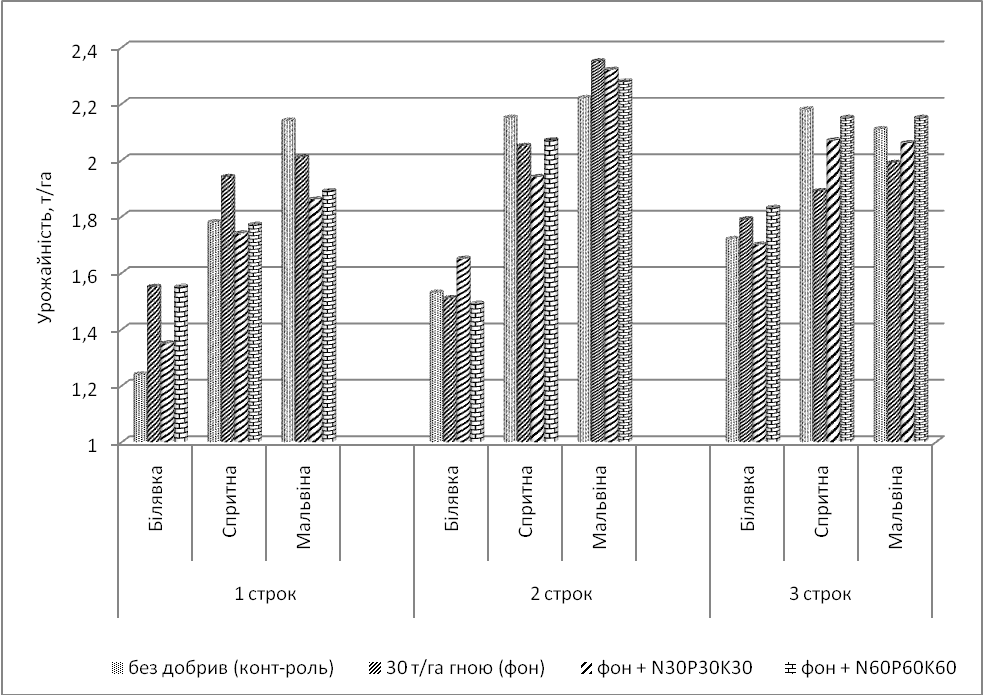 Урожайність, т/га
2,4
2,2
2
1,8
1,6
1,4
1,2
1
Білявка
Спритна
Мальвіна
Білявка
Спритна
Мальвіна
Білявка
Спритна
Мальвіна
1 строк
2 строк
3 строк
без добрив (конт-роль)
30 т/га гною (фон)
фон + N30P30K30
фон + N60P60K60